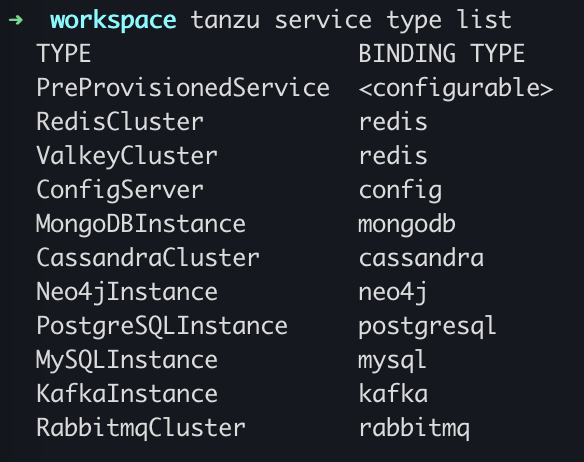 ➜ workspace tanzu service type list
TYPE BINDING TYPE
PreProvisionedService <configurable>
RedisCluster redis
ValkeyCluster redis
ConfigServer config
MongoDBInstance mongodb
CassandraCluster cassandra
Neo4jInstance neo4j
PostgreSQLInstance postgresql
MySQLInstance mysql
KafkaInstance kafka
RabbitmqCluster rabbitmq